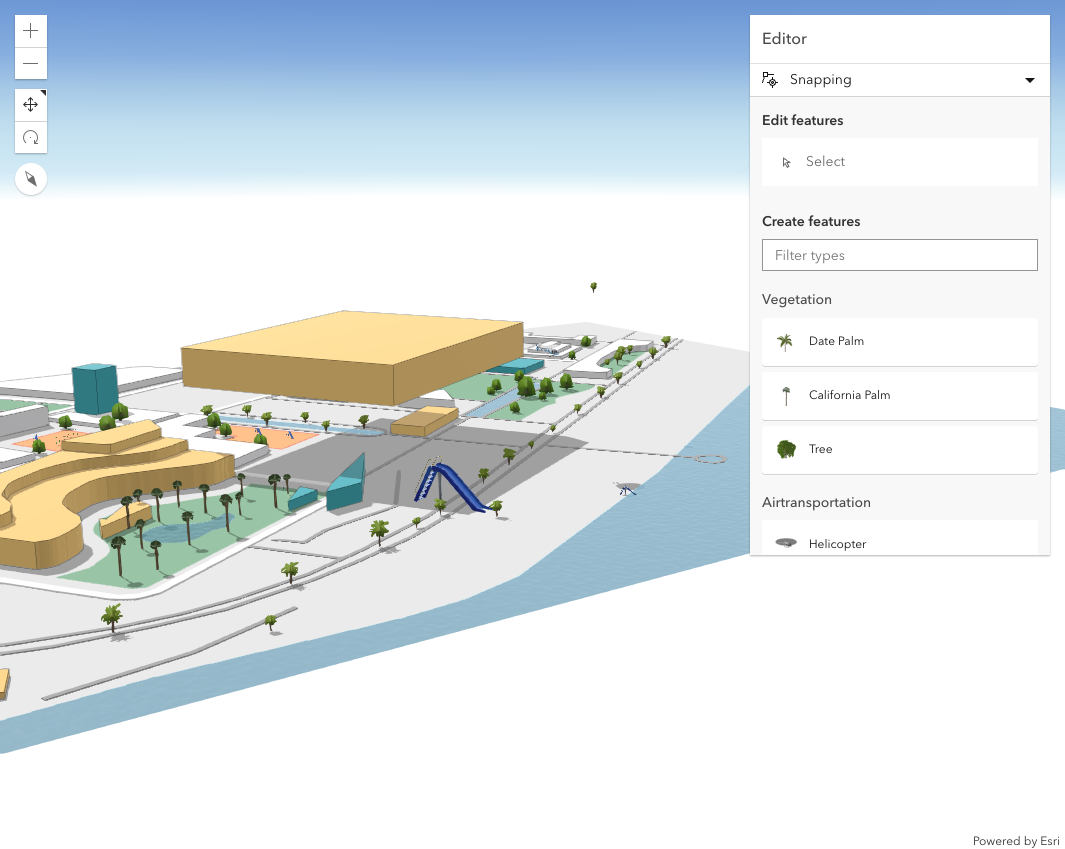 Editor
Snapping
Edit features
Select
Create features
Filter types
Vegetation
Date Palm
California Palm
Tree
Airtransportation
Helicopter
Powered by Esri